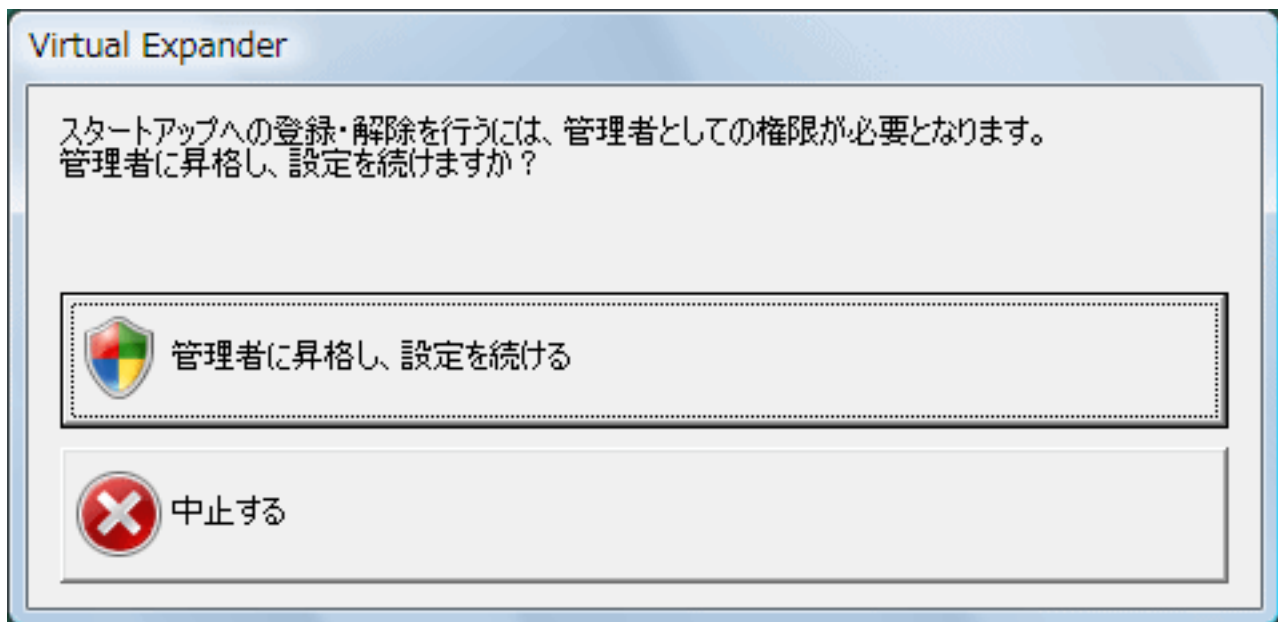 Virtual Expander
スタートアップへの登録・解除を行うには、管理者としての権限が必要となります。
管理者に昇格し、設定を続けますか？
管理者に昇格し、設定を続ける
中止する